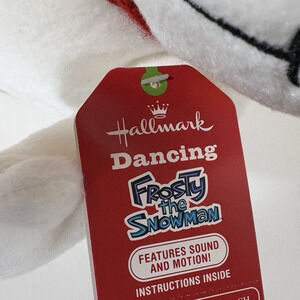 Hallmark
Dancing
FROSTY
the
SNOWMAN
FEATURES SOUND
AND MOTION!
INSTRUCTIONS INSIDE